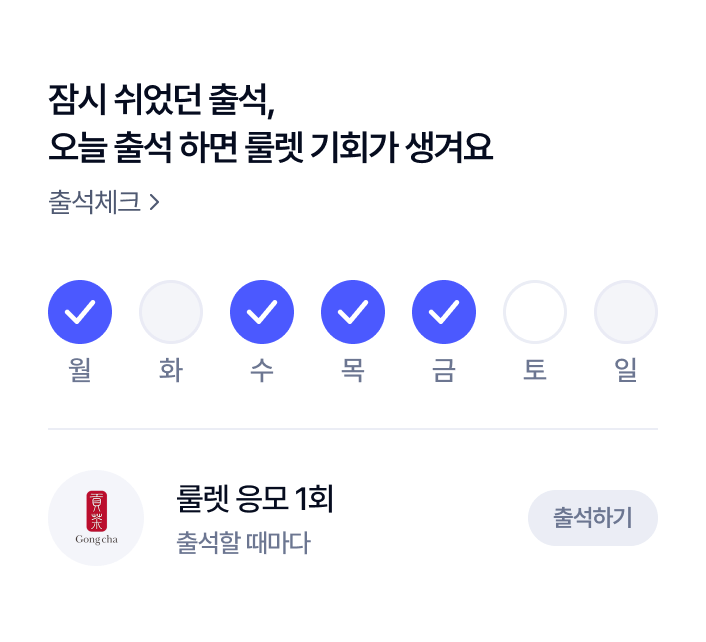 잠시 쉬었던 출석,
오늘 출석 하면 룰렛 기회가 생겨요
출석체크 >
월 화 수 목 금 토 일
貢茶
Gong cha
룰렛 응모 1회
출석할 때마다
출석하기